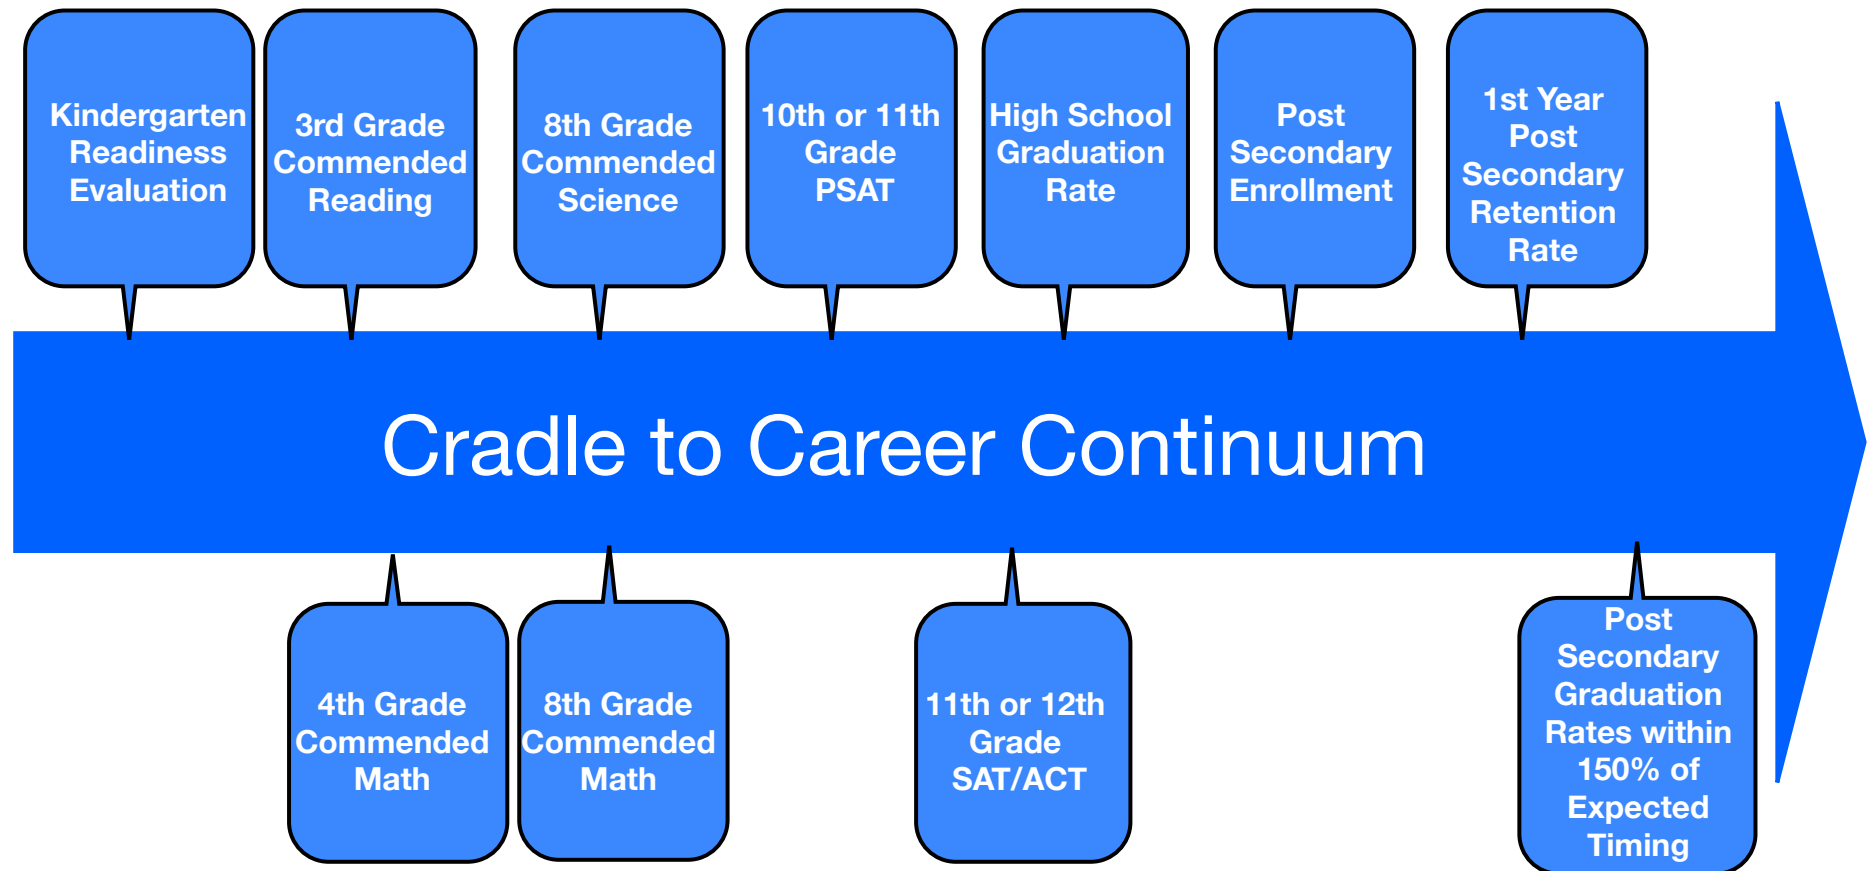 Kindergarten
Readiness
Evaluation
3rd Grade
Commended
Reading
8th Grade
Commended
Science
10th or 11th
Grade
PSAT
High School
Graduation
Rate
Post
Secondary
Enrollment
1st Year
Post
Secondary
Retention
Rate
Cradle to Career Continuum
4th Grade
Commended
Math
8th Grade
Commended
Math
11th or 12th
Grade
SAT/ACT
Post
Secondary
Graduation
Rates within
150% of
Expected
Timing